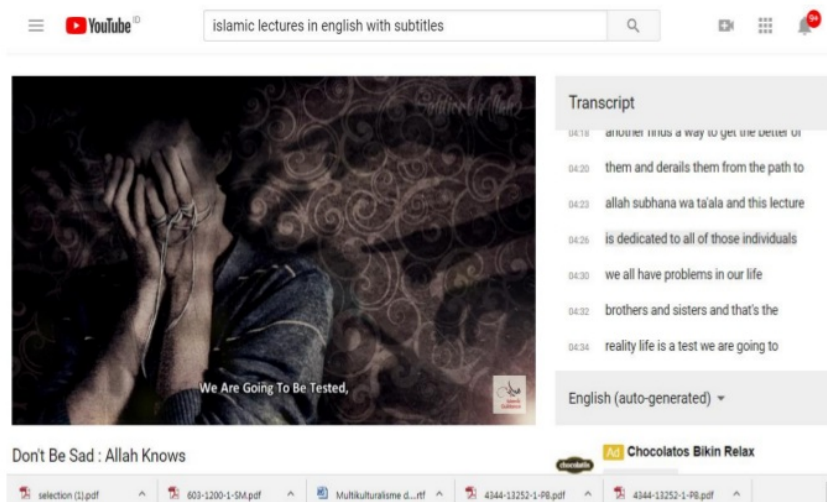 YouTube ID
islamic lectures in english with subtitles
9+
Transcript
04:18 another finds a way to get the better of
04:20 them and derails them from the path to
04:23 allah subhana wa ta'ala and this lecture
04:26 is dedicated to all of those individuals
04:30 we all have problems in our life
04:32 brothers and sisters and that's the
04:34 reality life is a test we are going to
We Are Going To Be Tested,
English (auto-generated)
Don't Be Sad : Allah Knows
Ad Chocolatos Bikin Relax
selection (1).pdf
603-1200-1-SM.pdf
Multikulturalisme d....rtf
4344-13252-1-PB.pdf
4344-13252-1-PB.pdf